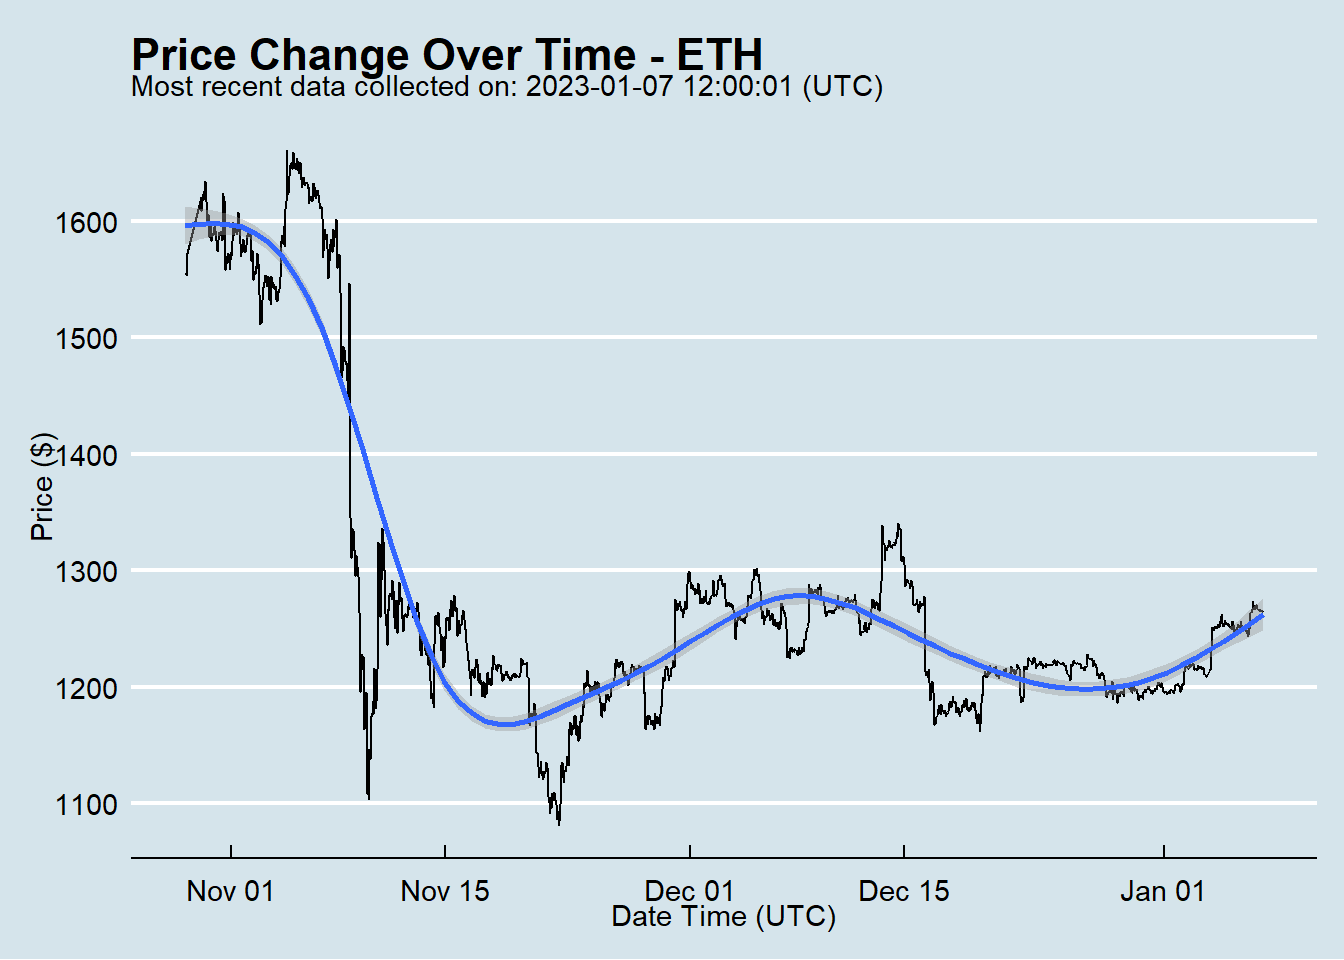 Price Change Over Time - ETH
Most recent data collected on: 2023-01-07 12:00:01 (UTC)
1600
1500
1400
1300
1200
1100
Price ($)
Nov 01
Nov 15
Dec 01
Dec 15
Jan 01
Date Time (UTC)